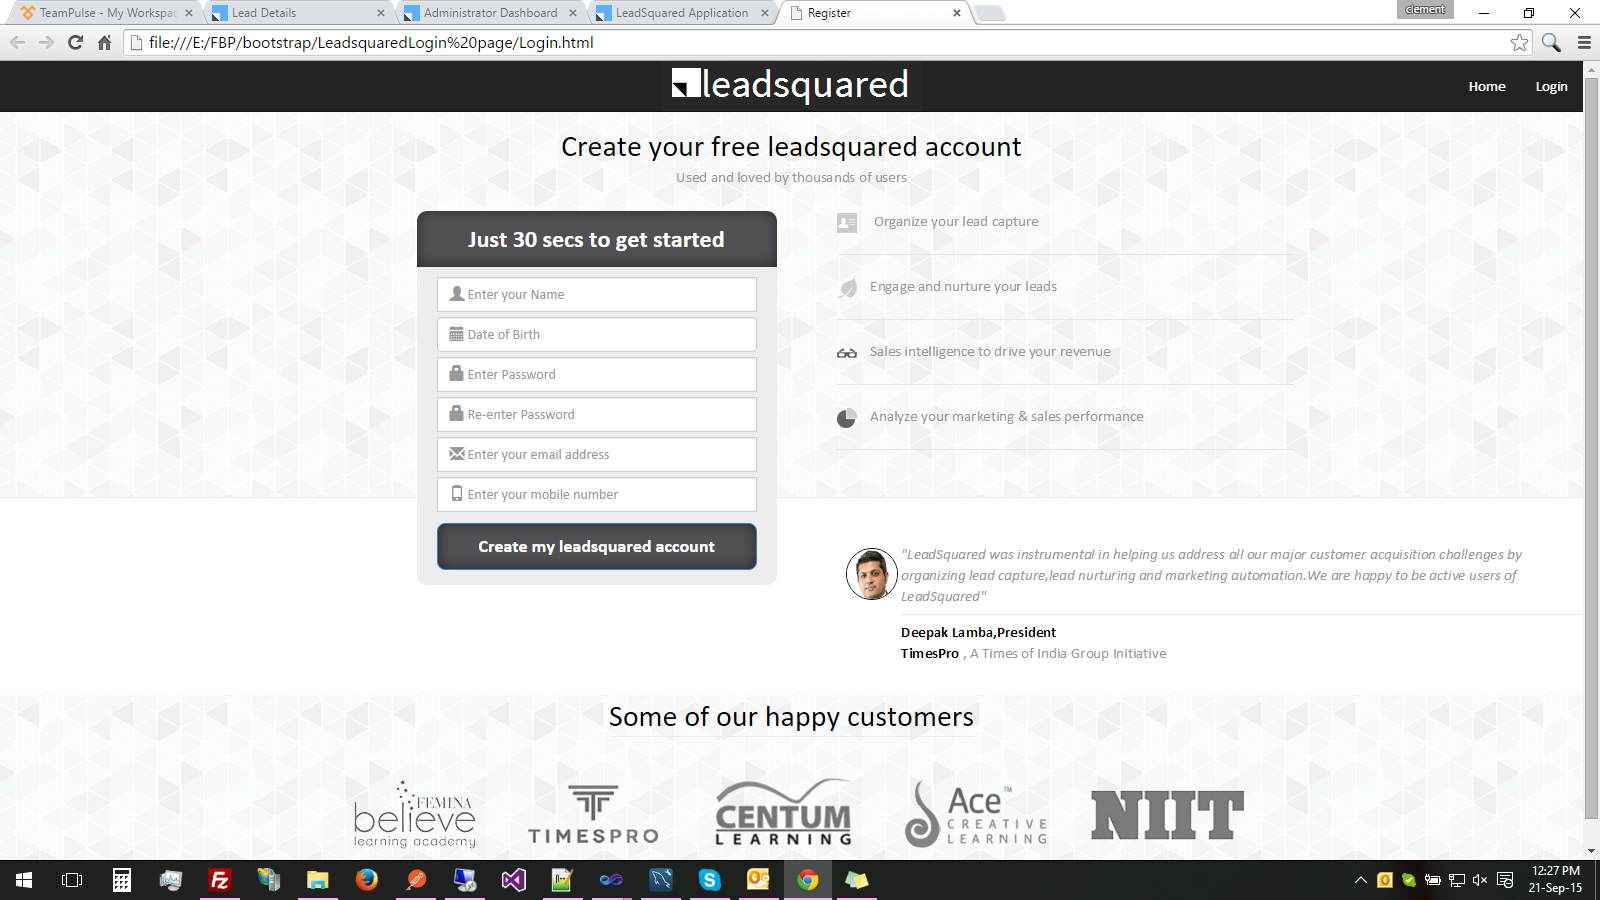 TeamPulse - My Workspac
Lead Details
Administrator Dashboard
LeadSquared Application
Register
clement
file:///E:/FBP/bootstrap/LeadsquaredLogin%20page/Login.html
leadsquared
Home
Login
Create your free leadsquared account
Used and loved by thousands of users
Just 30 secs to get started
Enter your Name
Date of Birth
Enter Password
Re-enter Password
Enter your email address
Enter your mobile number
Create my leadsquared account
Organize your lead capture
Engage and nurture your leads
Sales intelligence to drive your revenue
Analyze your marketing & sales performance
"LeadSquared was instrumental in helping us address all our major customer acquisition challenges by
organizing lead capture,lead nurturing and marketing automation.We are happy to be active users of
LeadSquared"
Deepak Lamba,President
TimesPro , A Times of India Group Initiative
Some of our happy customers
FEMINA
believe
learning academy
TIMESPRO
CENTUM
LEARNING
Ace™
CREATIVE
LEARNING
NIIT
12:27 PM
21-Sep-15